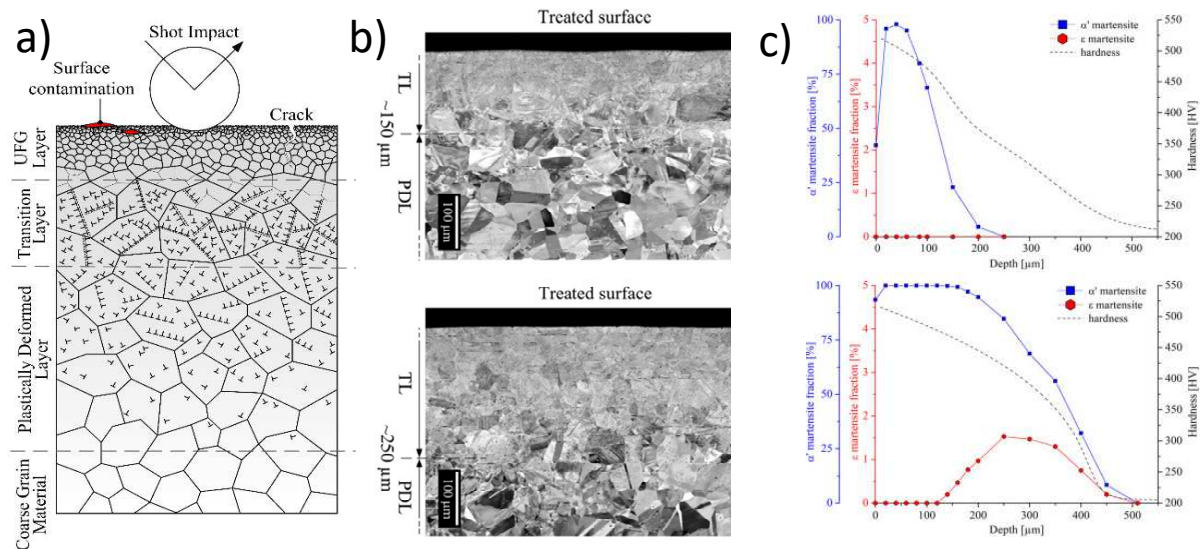 a)
Shot Impact
Surface
contamination
Crack
UFG
Layer
Transition
Layer
Plastically Deformed
Layer
Coarse Grain
Material
b)
Treated surface
TL
~150 µm
PDL
100 µm
Treated surface
TL
~250 µm
PDL
100 µm
c)
α' martensite
ε martensite
hardness
α' martensite fraction [%]
100
75
50
25
0
ε martensite fraction [%]
5
4
3
2
1
0
Hardness [HV]
550
500
450
400
350
300
250
200
0 100 200 300 400 500
Depth [µm]
α' martensite
ε martensite
hardness
α' martensite fraction [%]
100
75
50
25
0
ε martensite fraction [%]
5
4
3
2
1
0
Hardness [HV]
550
500
450
400
350
300
250
200
0 100 200 300 400 500
Depth [µm]